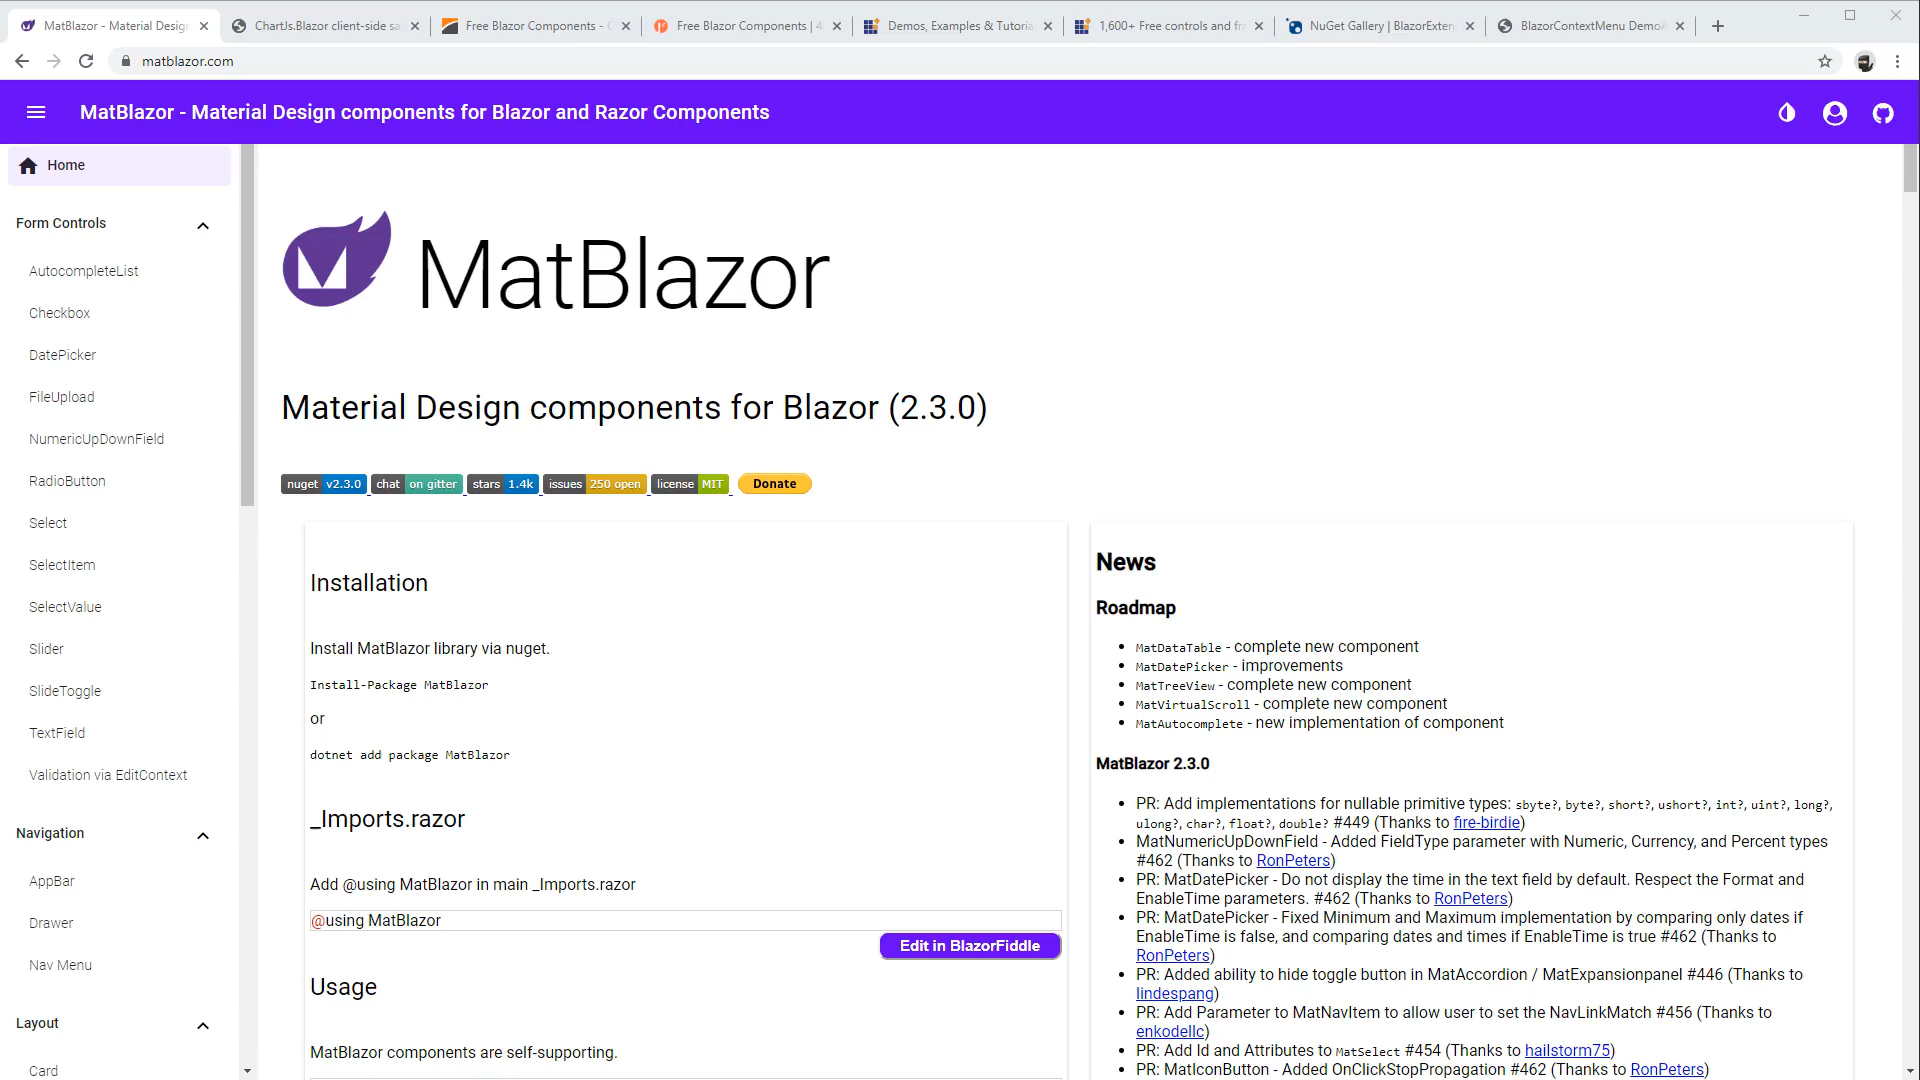 MatBlazor - Material Design
ChartJs.Blazor client-side sa
Free Blazor Components -
Free Blazor Components | 4
Demos, Examples & Tutoria
1,600+ Free controls and fr
NuGet Gallery | BlazorExten
BlazorContextMenu Demo
matblazor.com
MatBlazor - Material Design components for Blazor and Razor Components
Home
Form Controls
AutocompleteList
Checkbox
DatePicker
FileUpload
NumericUpDownField
RadioButton
Select
SelectItem
SelectValue
Slider
SlideToggle
TextField
Validation via EditContext
Navigation
AppBar
Drawer
Nav Menu
Layout
Card
MatBlazor
Material Design components for Blazor (2.3.0)
nuget v2.3.0 chat on gitter stars 1.4k issues 250 open license MIT Donate
Installation
Install MatBlazor library via nuget.
Install-Package MatBlazor
or
dotnet add package MatBlazor
_Imports.razor
Add @using MatBlazor in main _Imports.razor
@using MatBlazor
Edit in BlazorFiddle
Usage
MatBlazor components are self-supporting.
News
Roadmap
• MatDataTable - complete new component
• MatDatePicker - improvements
• MatTreeView - complete new component
• MatVirtualScroll - complete new component
• MatAutocomplete - new implementation of component
MatBlazor 2.3.0
• PR: Add implementations for nullable primitive types: sbyte?, byte?, short?, ushort?, int?, uint?, long?,
ulong?, char?, float?, double? #449 (Thanks to fire-birdie)
• MatNumericUpDownField - Added FieldType parameter with Numeric, Currency, and Percent types
#462 (Thanks to RonPeters)
• PR: MatDatePicker - Do not display the time in the text field by default. Respect the Format and
EnableTime parameters. #462 (Thanks to RonPeters)
• PR: MatDatePicker - Fixed Minimum and Maximum implementation by comparing only dates if
EnableTime is false, and comparing dates and times if EnableTime is true #462 (Thanks to
RonPeters)
• PR: Added ability to hide toggle button in MatAccordion / MatExpansionpanel #446 (Thanks to
lindespang)
• PR: Add Parameter to MatNavItem to allow user to set the NavLinkMatch #456 (Thanks to
enkodellc)
• PR: Add Id and Attributes to MatSelect #454 (Thanks to hailstorm75)
• PR: MatIconButton - Added OnClickStopPropagation #462 (Thanks to RonPeters)